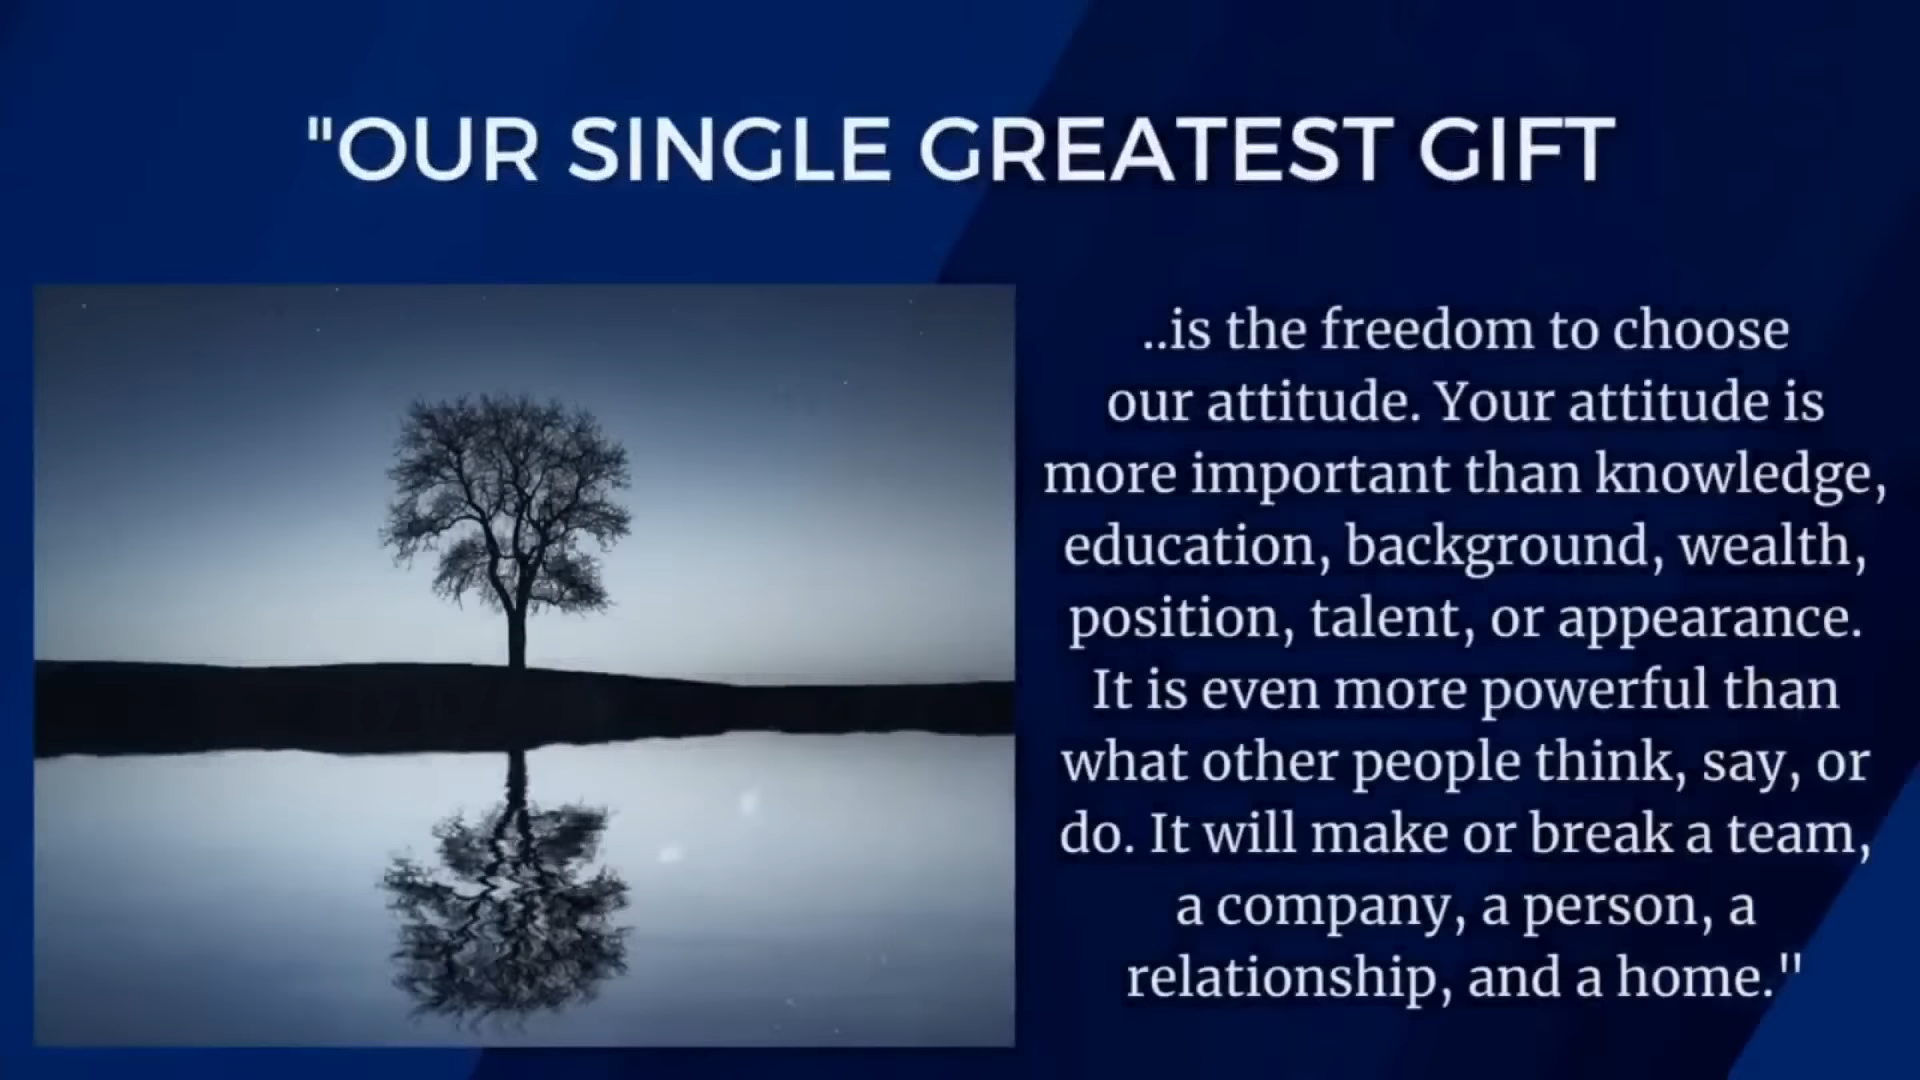 "OUR SINGLE GREATEST GIFT
..is the freedom to choose
our attitude. Your attitude is
more important than knowledge,
education, background, wealth,
position, talent, or appearance.
It is even more powerful than
what other people think, say, or
do. It will make or break a team,
a company, a person, a
relationship, and a home."